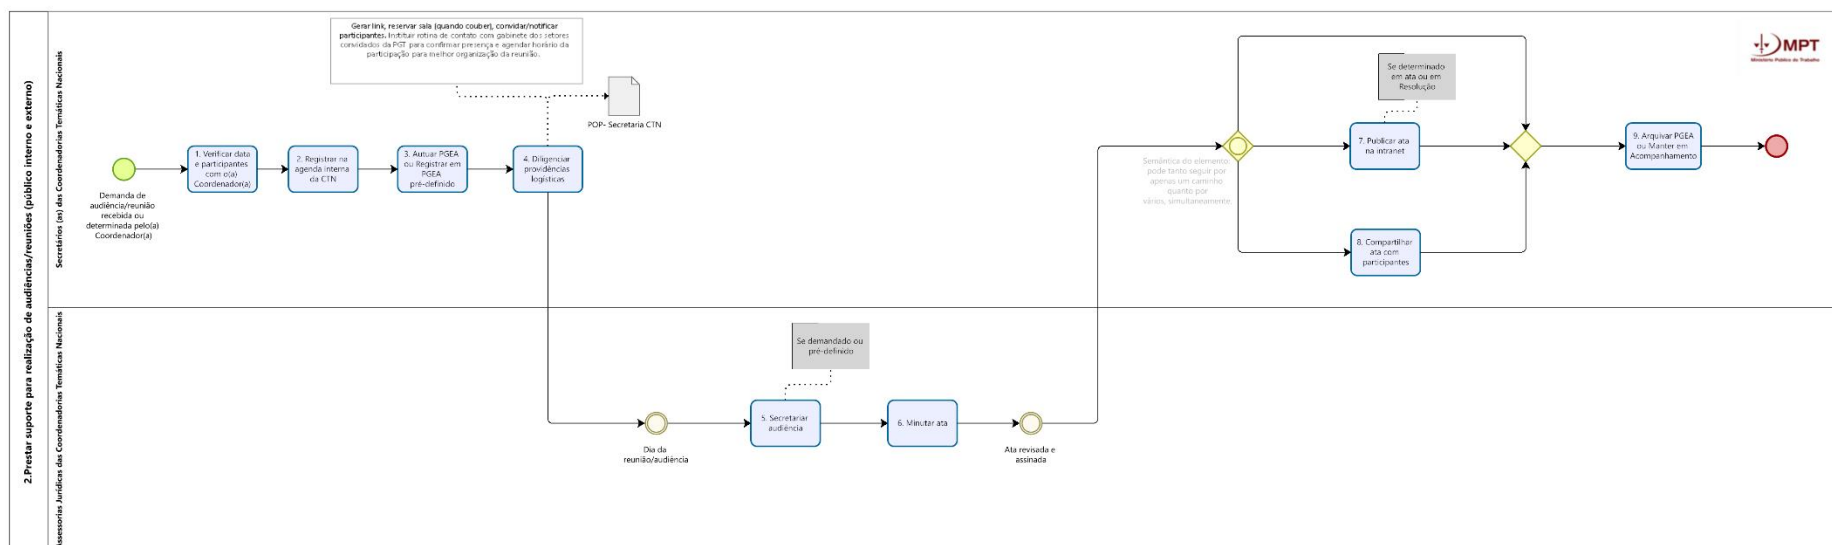 2.Prestar suporte para realização de audiências/reuniões (público interno e externo)
Secretários (as) das Coordenadorias Temáticas Nacionais
Gerar link, reservar sala (quando couber), convidar/notificar
participantes. Instituir rotina de contato com gabinete dos setores
convidados da PGT para confirmar presença e agendar horário da
participação para melhor organização da reunião.
POP- Secretaria CTN
Demanda de
audiência/reunião
recebida ou
determinada pelo(a)
Coordenador(a)
1. Verificar data
e participantes
com o(a)
Coordenador(a)
2. Registrar na
agenda interna
da CTN
3. Autuar PGEA
ou Registrar em
PGEA
pré-definido
4. Diligenciar
providências
logísticas
Semântica do elemento:
pode tanto seguir por
apenas um caminho
quanto por
vários, simultaneamente.
Se determinado
em ata ou em
Resolução
7. Publicar ata
na intranet
8. Compartilhar
ata com
participantes
9. Arquivar PGEA
ou Manter em
Acompanhamento
MPT
Ministério Público do Trabalho
Assessorias Jurídicas das Coordenadorias Temáticas Nacionais
Dia da
reunião/audiência
Se demandado ou
pré-definido
5. Secretariar
audiência
6. Minutar ata
Ata revisada e
assinada